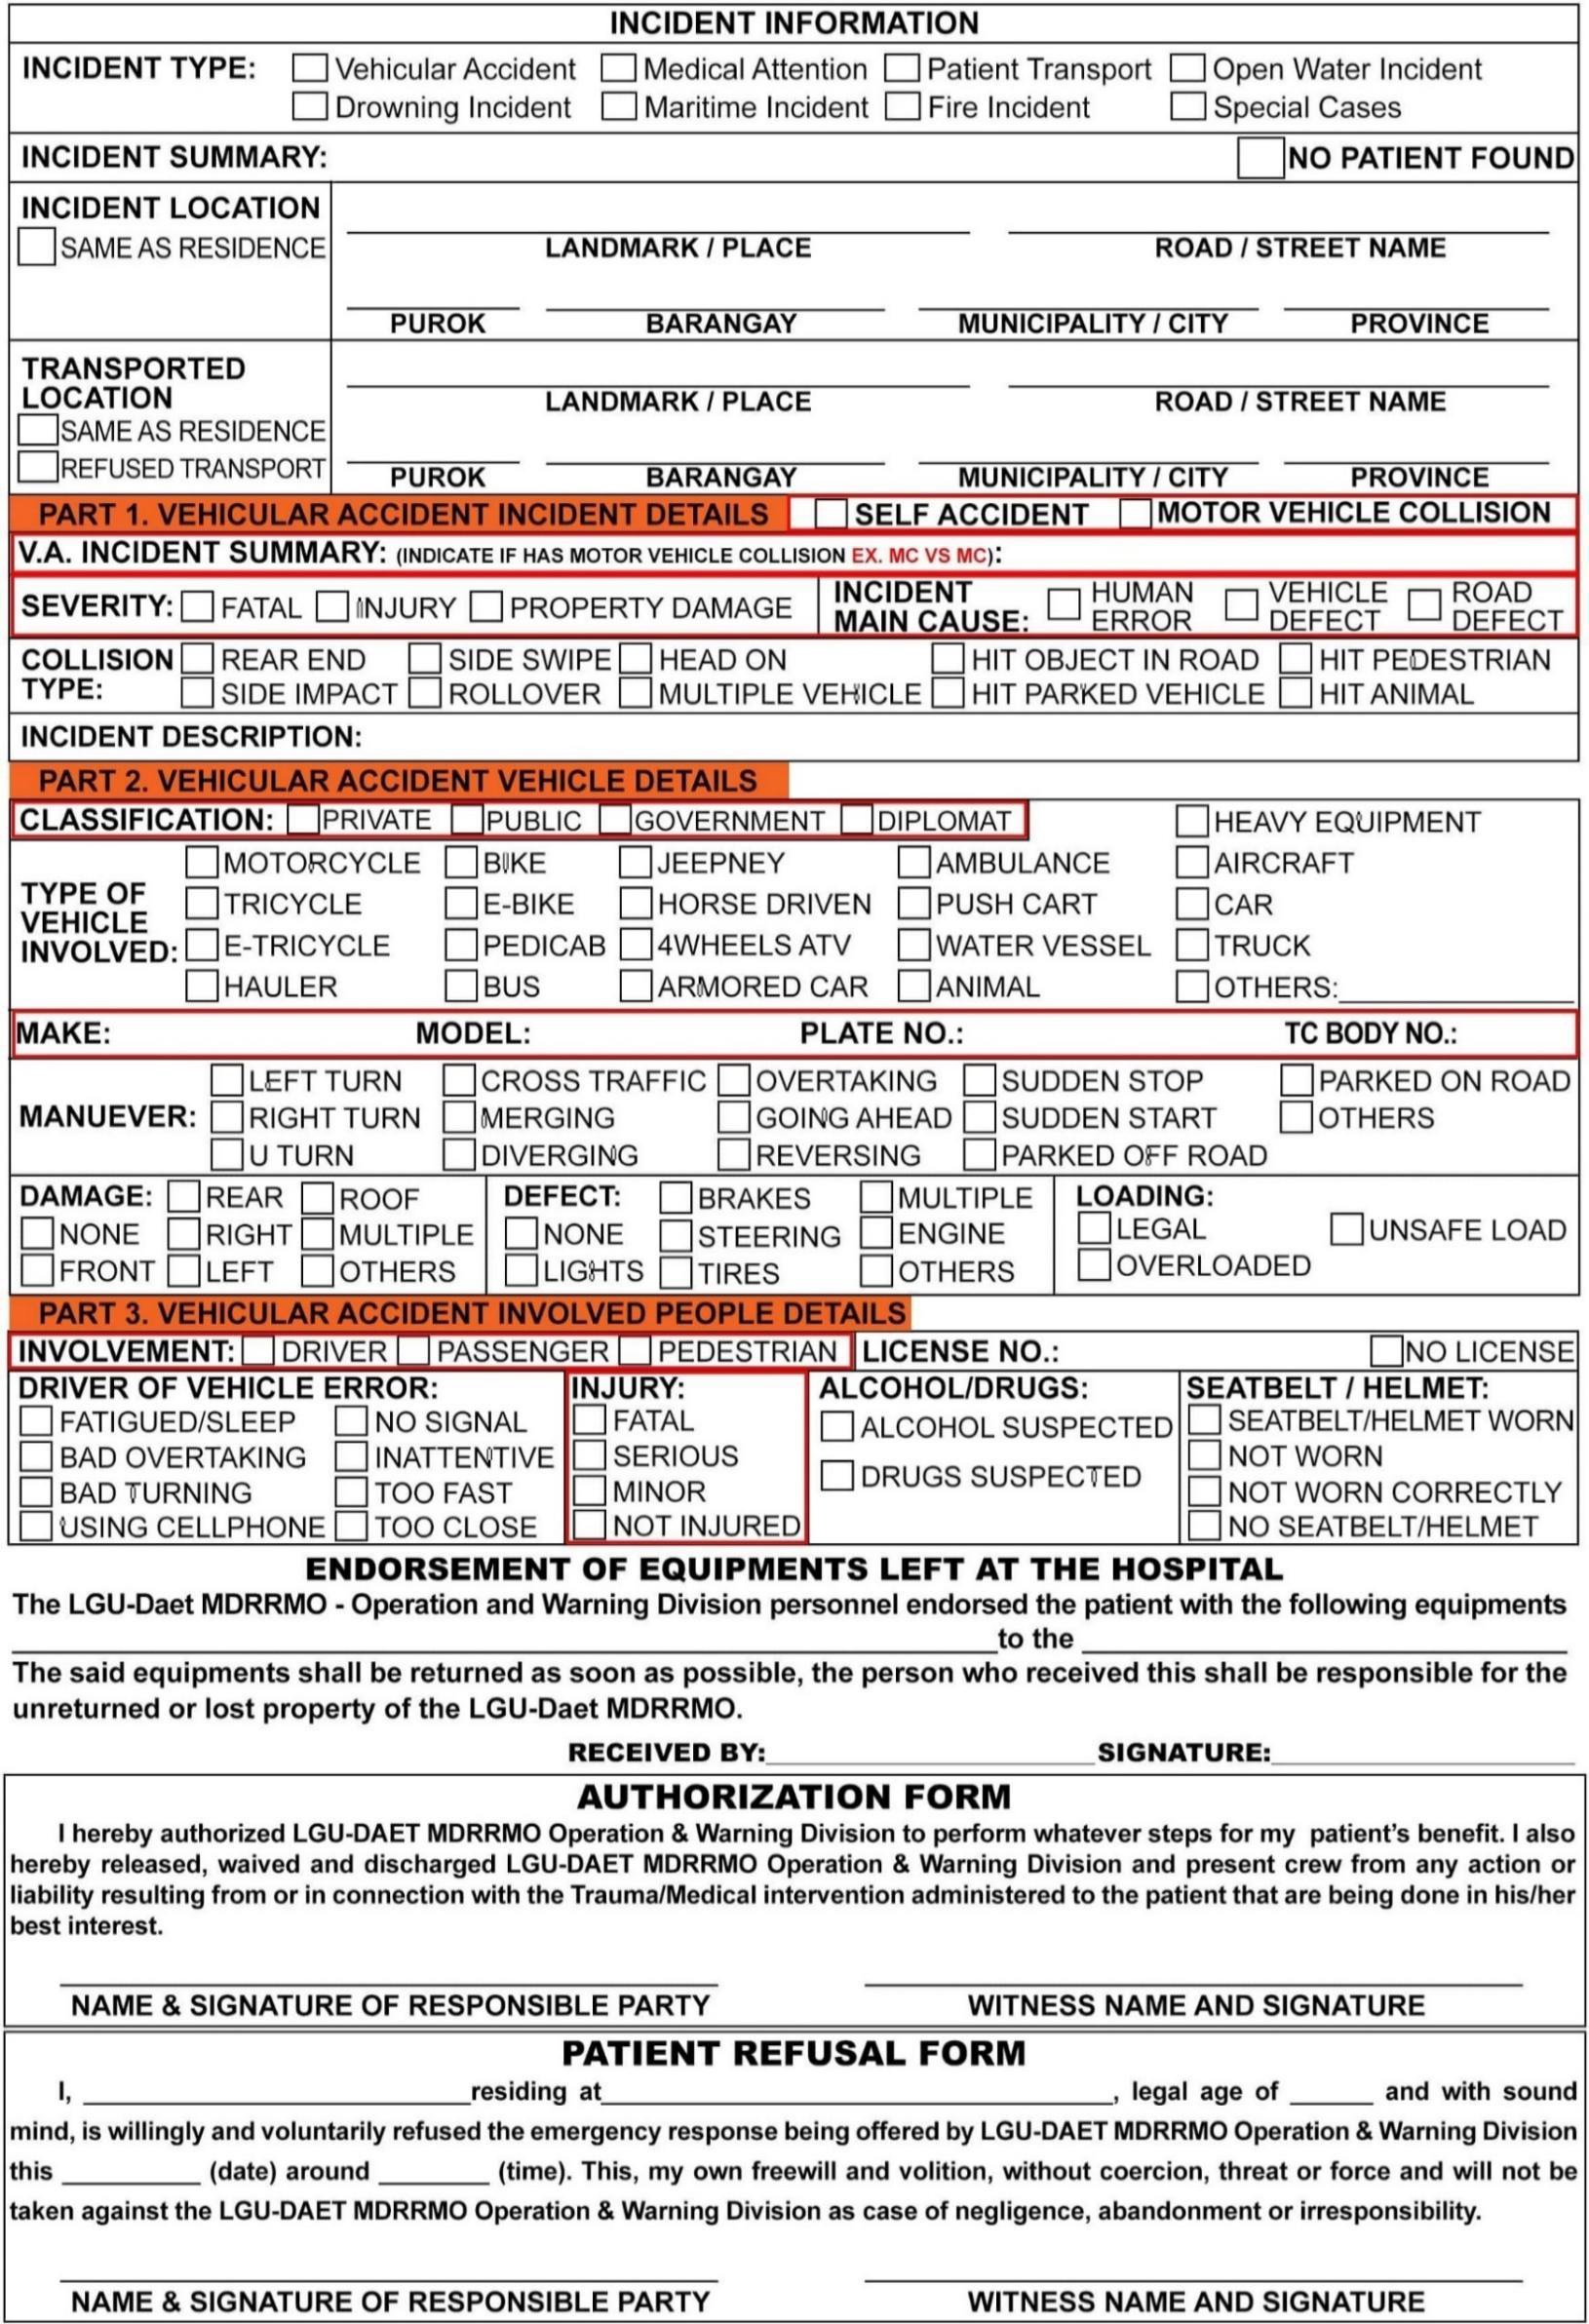 INCIDENT INFORMATION
INCIDENT TYPE: Vehicular Accident Medical Attention Patient Transport Open Water Incident
Drowning Incident Maritime Incident Fire Incident Special Cases
INCIDENT SUMMARY: NO PATIENT FOUND
INCIDENT LOCATION
SAME AS RESIDENCE
LANDMARK / PLACE ROAD / STREET NAME
PUROK BARANGAY MUNICIPALITY / CITY PROVINCE
TRANSPORTED
LOCATION
SAME AS RESIDENCE
REFUSED TRANSPORT
LANDMARK / PLACE ROAD / STREET NAME
PUROK BARANGAY MUNICIPALITY / CITY PROVINCE
PART 1. VEHICULAR ACCIDENT INCIDENT DETAILS SELF ACCIDENT MOTOR VEHICLE COLLISION
V.A. INCIDENT SUMMARY: (INDICATE IF HAS MOTOR VEHICLE COLLISION EX. MC VS MC):
SEVERITY: FATAL INJURY PROPERTY DAMAGE
INCIDENT
MAIN CAUSE:
HUMAN
ERROR
VEHICLE
DEFECT
ROAD
DEFECT
COLLISION
TYPE:
REAR END SIDE SWIPE HEAD ON HIT OBJECT IN ROAD HIT PEDESTRIAN
SIDE IMPACT ROLLOVER MULTIPLE VEHICLE HIT PARKED VEHICLE HIT ANIMAL
INCIDENT DESCRIPTION:
PART 2. VEHICULAR ACCIDENT VEHICLE DETAILS
CLASSIFICATION: PRIVATE PUBLIC GOVERNMENT DIPLOMAT HEAVY EQUIPMENT
TYPE OF
VEHICLE
INVOLVED:
MOTORCYCLE BIKE JEEPNEY AMBULANCE AIRCRAFT
TRICYCLE E-BIKE HORSE DRIVEN PUSH CART CAR
E-TRICYCLE PEDICAB 4WHEELS ATV WATER VESSEL TRUCK
HAULER BUS ARMORED CAR ANIMAL OTHERS:
MAKE: MODEL: PLATE NO.: TC BODY NO.:
MANUEVER:
LEFT TURN CROSS TRAFFIC OVERTAKING SUDDEN STOP PARKED ON ROAD
RIGHT TURN MERGING GOING AHEAD SUDDEN START OTHERS
U TURN DIVERGING REVERSING PARKED OFF ROAD
DAMAGE: REAR ROOF
NONE RIGHT MULTIPLE
FRONT LEFT OTHERS
DEFECT: BRAKES MULTIPLE
NONE STEERING ENGINE
LIGHTS TIRES OTHERS
LOADING:
LEGAL UNSAFE LOAD
OVERLOADED
PART 3. VEHICULAR ACCIDENT INVOLVED PEOPLE DETAILS
INVOLVEMENT: DRIVER PASSENGER PEDESTRIAN LICENSE NO.: NO LICENSE
DRIVER OF VEHICLE ERROR:
FATIGUED/SLEEP NO SIGNAL
BAD OVERTAKING INATTENTIVE
BAD TURNING TOO FAST
USING CELLPHONE TOO CLOSE
INJURY:
FATAL
SERIOUS
MINOR
NOT INJURED
ALCOHOL/DRUGS:
ALCOHOL SUSPECTED
DRUGS SUSPECTED
SEATBELT / HELMET:
SEATBELT/HELMET WORN
NOT WORN
NOT WORN CORRECTLY
NO SEATBELT/HELMET
ENDORSEMENT OF EQUIPMENTS LEFT AT THE HOSPITAL
The LGU-Daet MDRRMO - Operation and Warning Division personnel endorsed the patient with the following equipments
to the
The said equipments shall be returned as soon as possible, the person who received this shall be responsible for the
unreturned or lost property of the LGU-Daet MDRRMO.
RECEIVED BY: SIGNATURE:
AUTHORIZATION FORM
I hereby authorized LGU-DAET MDRRMO Operation & Warning Division to perform whatever steps for my patient's benefit. I also
hereby released, waived and discharged LGU-DAET MDRRMO Operation & Warning Division and present crew from any action or
liability resulting from or in connection with the Trauma/Medical intervention administered to the patient that are being done in his/her
best interest.
NAME & SIGNATURE OF RESPONSIBLE PARTY WITNESS NAME AND SIGNATURE
PATIENT REFUSAL FORM
I, residing at , legal age of and with sound
mind, is willingly and voluntarily refused the emergency response being offered by LGU-DAET MDRRMO Operation & Warning Division
this (date) around (time). This, my own freewill and volition, without coercion, threat or force and will not be
taken against the LGU-DAET MDRRMO Operation & Warning Division as case of negligence, abandonment or irresponsibility.
NAME & SIGNATURE OF RESPONSIBLE PARTY WITNESS NAME AND SIGNATURE